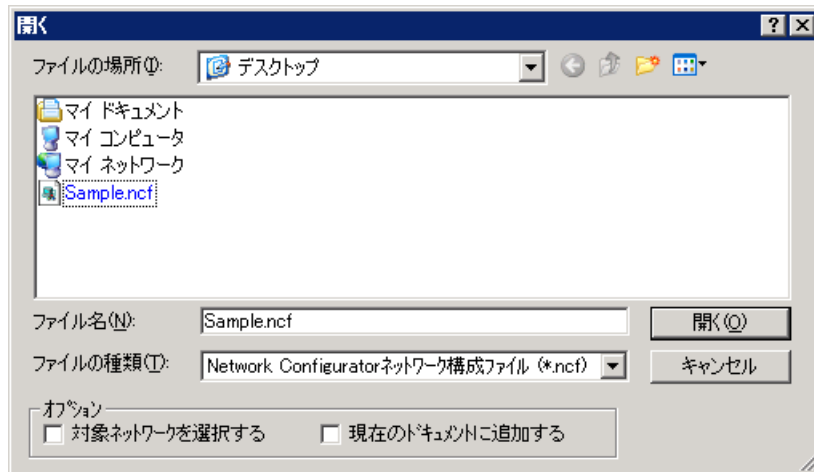 開く
ファイルの場所(I): デスクトップ
マイ ドキュメント
マイ コンピュータ
マイ ネットワーク
Sample.ncf
ファイル名(N): Sample.ncf 開く(O)
ファイルの種類(T): Network Configuratorネットワーク構成ファイル (*.ncf) キャンセル
オプション
対象ネットワークを選択する 現在のドキュメントに追加する